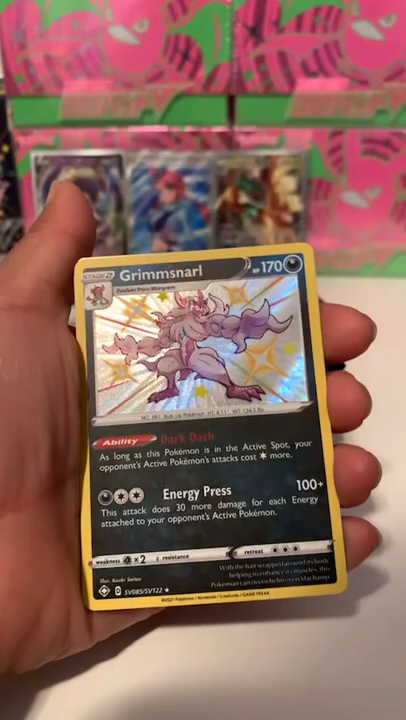 STAGE 2
Grimmsnarl
HP 170
Evolves from Morgrem
NO. 861 Bulk Up Pokémon HT: 4'11" WT: 134.5 lbs.
Ability Dark Oath
As long as this Pokémon is in the Active Spot, your
opponent's Active Pokémon's attacks cost more.
Energy Press 100+
This attack does 30 more damage for each Energy
attached to your opponent's Active Pokémon.
weakness ×2 resistance retreat
With the hair wrapped around its body
helping to enhance its muscles, this
Pokémon can overwhelm even Machamp.
Illus.
SV085/SV122
©2021 Pokémon / Nintendo / Creatures / GAME FREAK